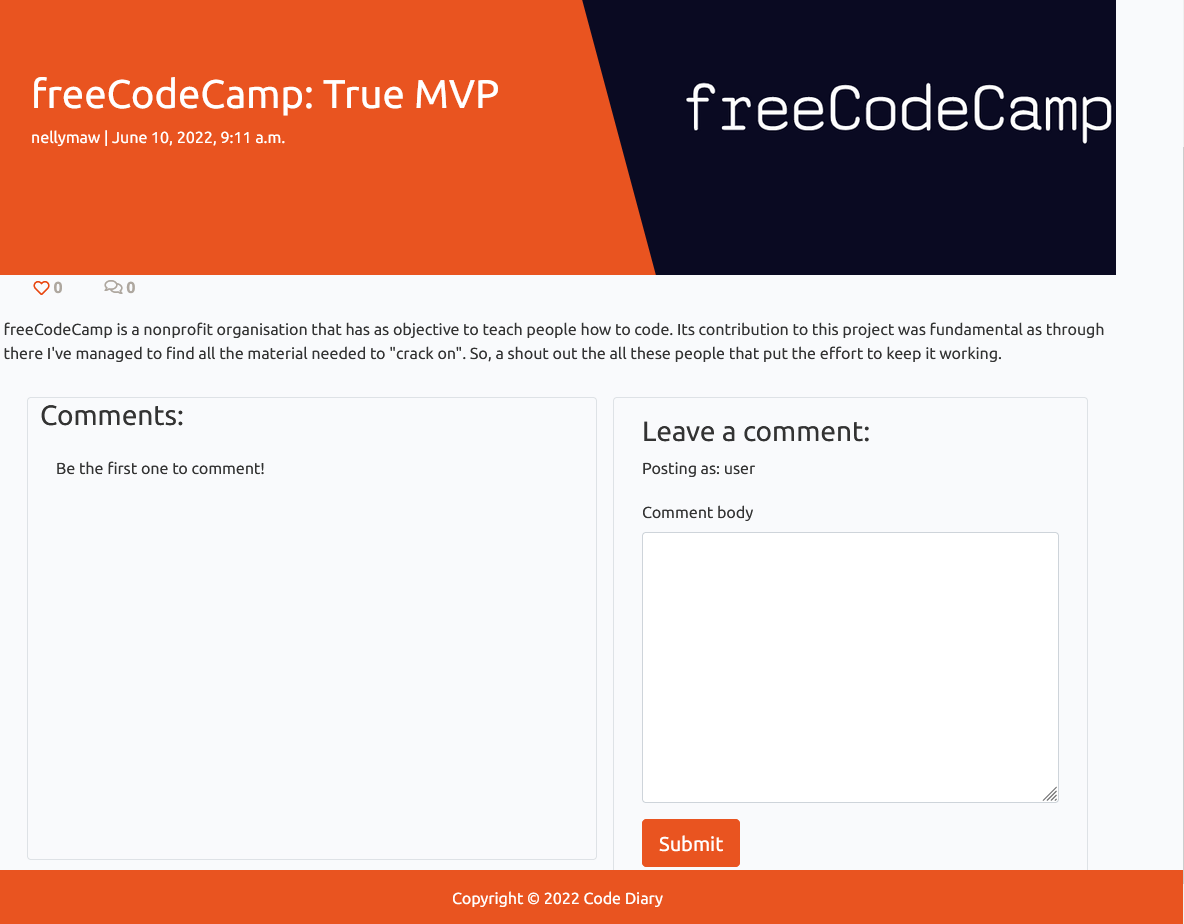 freeCodeCamp: True MVP
nellymaw | June 10, 2022, 9:11 a.m.
freeCodeCamp
0
0
freeCodeCamp is a nonprofit organisation that has as objective to teach people how to code. Its contribution to this project was fundamental as through
there I've managed to find all the material needed to "crack on". So, a shout out the all these people that put the effort to keep it working.
Comments:
Be the first one to comment!
Leave a comment:
Posting as: user
Comment body
Submit
Copyright © 2022 Code Diary